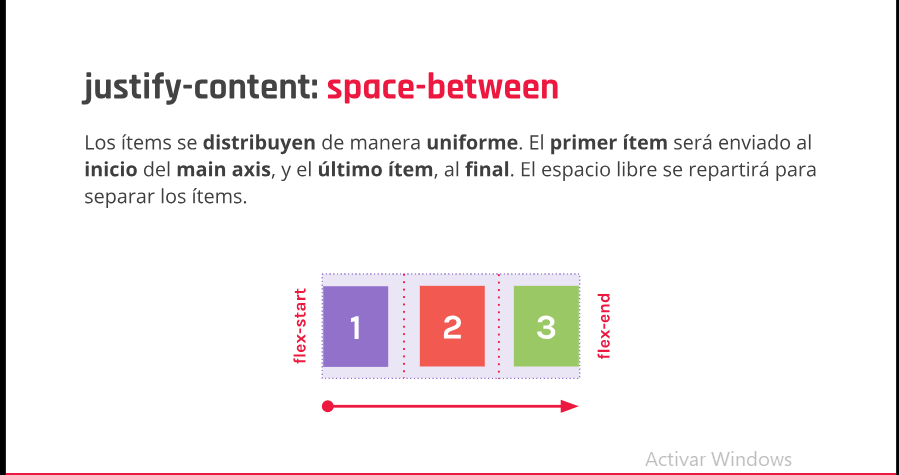 justify-content: space-between
Los ítems se distribuyen de manera uniforme. El primer ítem será enviado al
inicio del main axis, y el último ítem, al final. El espacio libre se repartirá para
separar los ítems.
flex-start
1
2
3
flex-end
Activar Windows